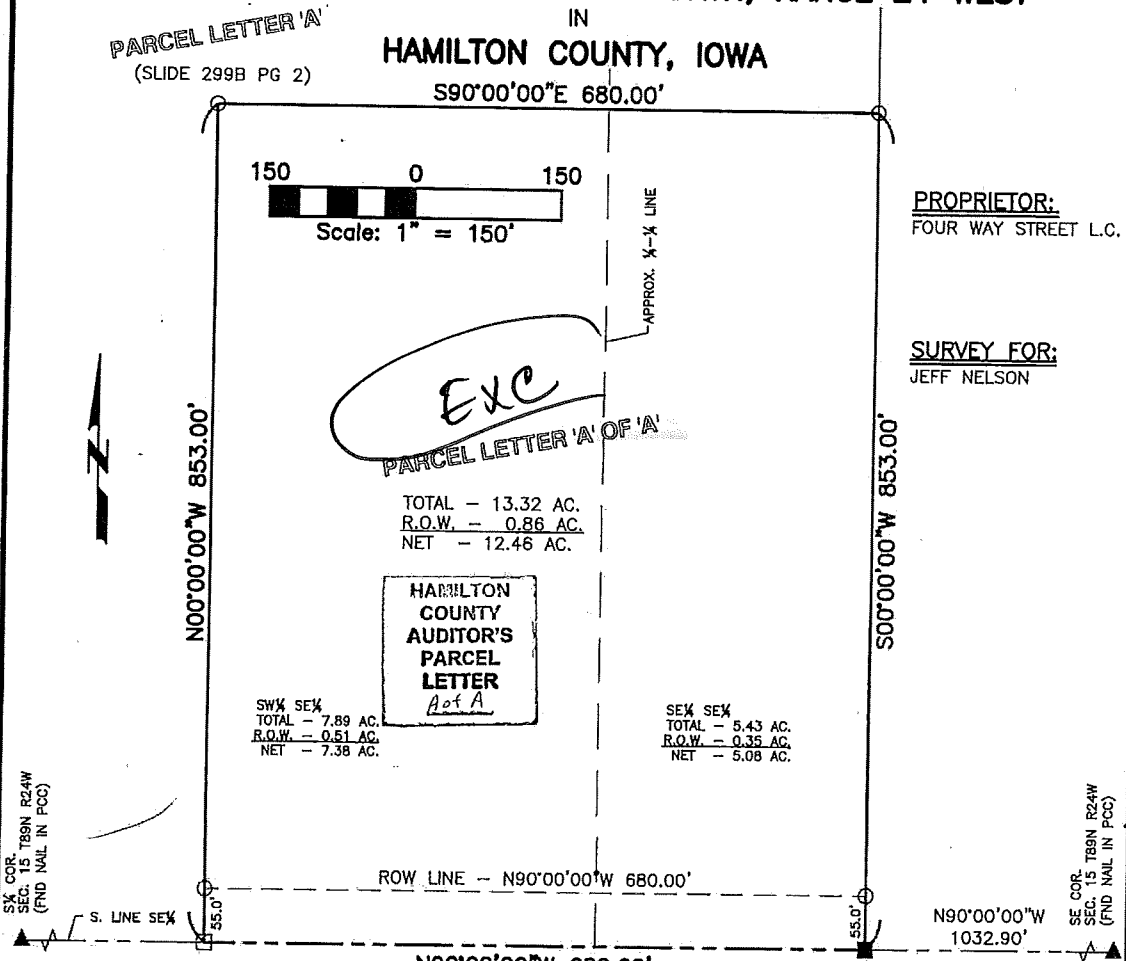 RANGE 24 WEST
IN
HAMILTON COUNTY, IOWA
PARCEL LETTER 'A'
(SLIDE 299B PG 2)
S90°00'00"E 680.00'
150 0 150
Scale: 1" = 150'
APPROX. ¼-¼ LINE
PROPRIETOR:
FOUR WAY STREET L.C.
SURVEY FOR:
JEFF NELSON
EXC
PARCEL LETTER 'A' OF 'A'
N00°00'00"W 853.00'
S00°00'00"W 853.00'
TOTAL - 13.32 AC.
R.O.W. - 0.86 AC.
NET - 12.46 AC.
HAMILTON
COUNTY
AUDITOR'S
PARCEL
LETTER
A of A
SW¼ SE¼
TOTAL - 7.89 AC.
R.O.W. - 0.51 AC.
NET - 7.38 AC.
SE¼ SE¼
TOTAL - 5.43 AC.
R.O.W. - 0.35 AC.
NET - 5.08 AC.
S¼ COR.
SEC. 15 T89N R24W
(FND NAIL IN PCC)
ROW LINE - N90°00'00"W 680.00'
S. LINE SE¼
55.0'
55.0'
N90°00'00"W
1032.90'
SE COR.
SEC. 15 T89N R24W
(FND NAIL IN PCC)